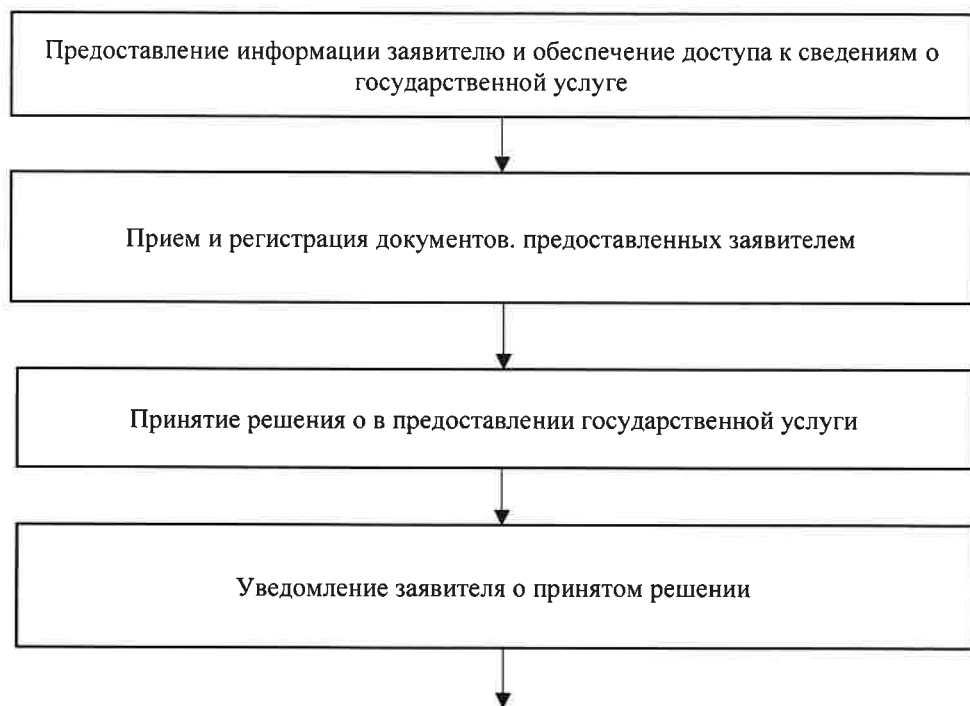 Предоставление информации заявителю и обеспечение доступа к сведениям о
государственной услуге
Прием и регистрация документов. предоставленных заявителем
Принятие решения о в предоставлении государственной услуги
Уведомление заявителя о принятом решении